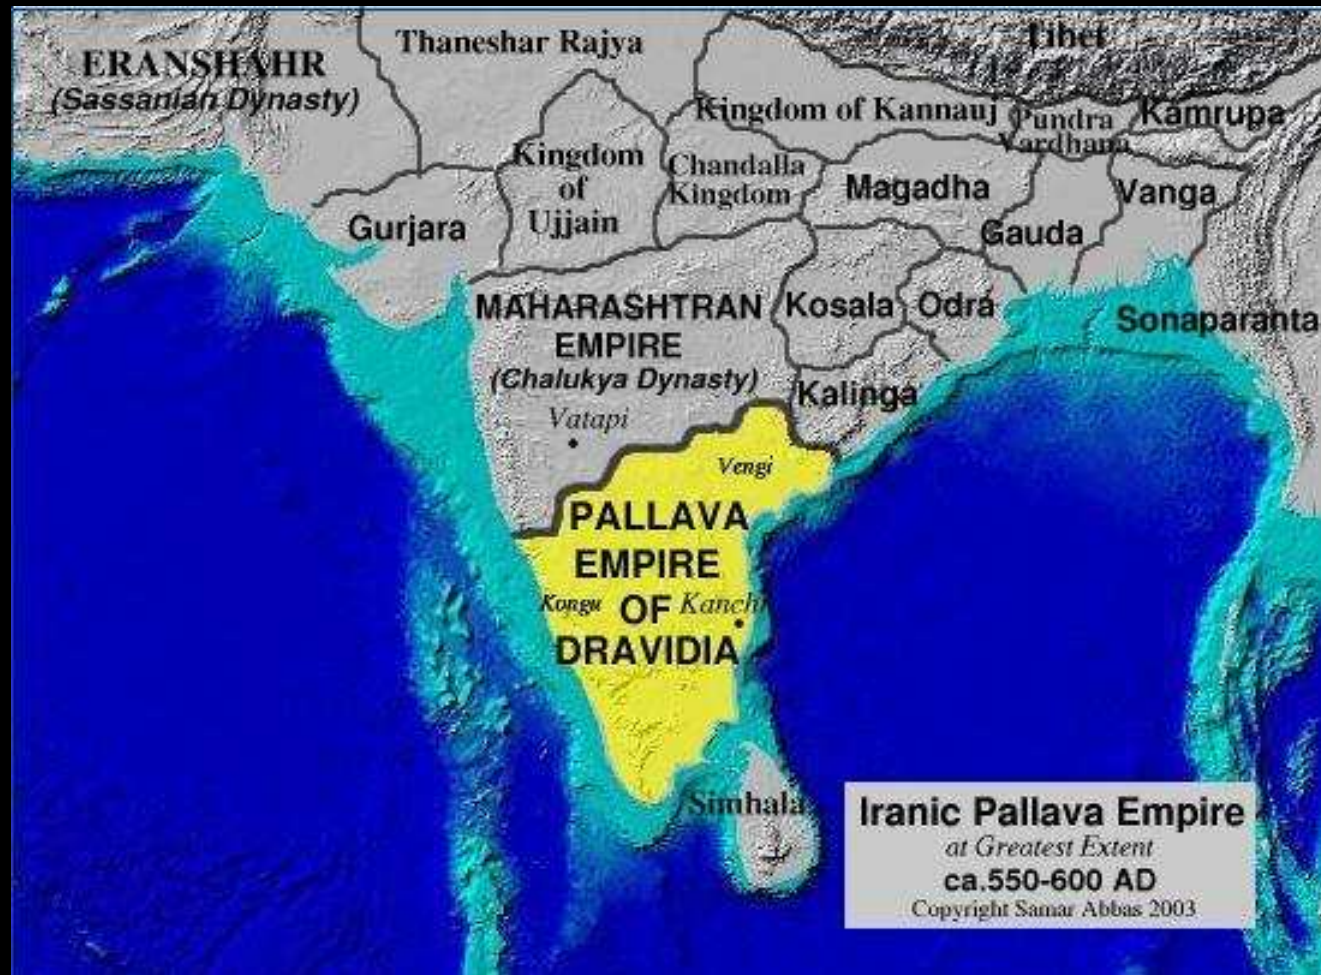 Tibet
Thaneshar Rajya
ERANSHAHR
(Sassanian Dynasty)
Kingdom of Kannauj
Pundra
Vardhana
Kamrupa
Kingdom
of
Ujjain
Chandalla
Kingdom
Magadha
Vanga
Gurjara
Gauda
MAHARASHTRAN
EMPIRE
(Chalukya Dynasty)
Kosala
Odra
Sonaparanta
Kalinga
Vatapi
Vengi
PALLAVA
EMPIRE
OF
DRAVIDIA
Kongu
Kanchi
Simhala
Iranic Pallava Empire
at Greatest Extent
ca.550-600 AD
Copyright Samar Abbas 2003